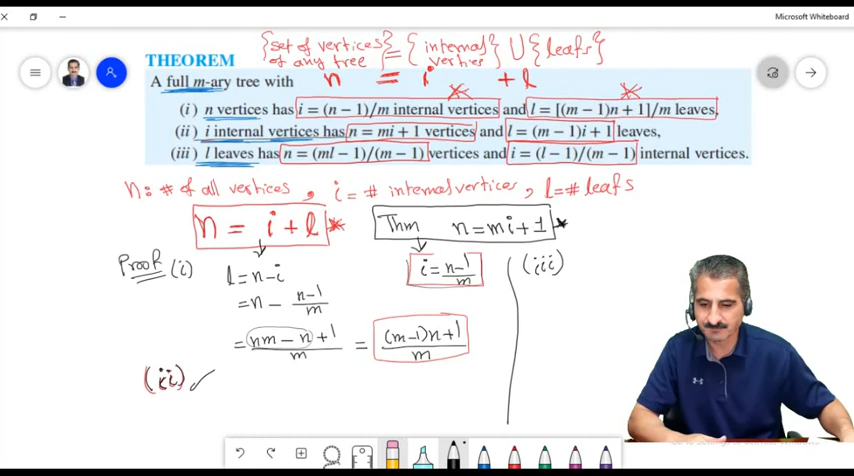 Microsoft Whiteboard
{set of vertices of any tree} = {internal vertices} ∪ {leafs}
n = i + l
THEOREM
A full m-ary tree with
(i) n vertices has i = (n − 1)/m internal vertices and l = [(m − 1)n + 1]/m leaves,
(ii) i internal vertices has n = mi + 1 vertices and l = (m − 1)i + 1 leaves,
(iii) l leaves has n = (ml − 1)/(m − 1) vertices and i = (l − 1)/(m − 1) internal vertices.
n: # of all vertices , i = # internal vertices , l = # leafs
n = i + l *
Thm n = mi + 1 *
Proof (i)
l = n - i
= n - (n-1)/m
= (nm - n + 1)/m = ((m-1)n+1)/m
i = (n-1)/m
(ii) ✓
(iii)